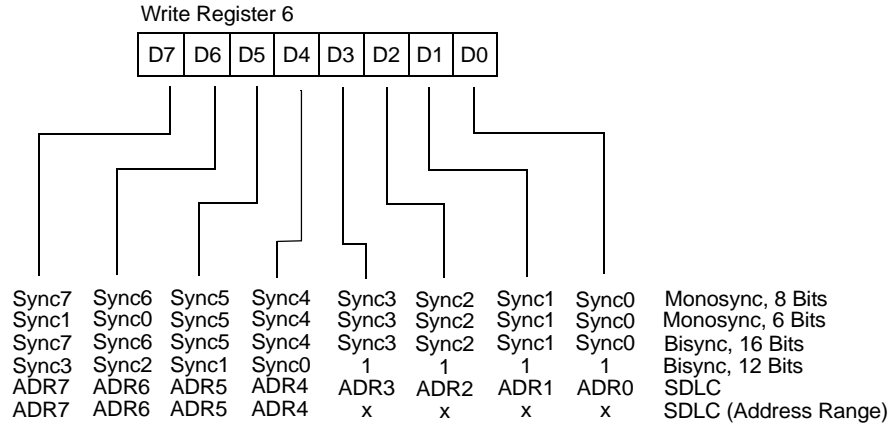 Write Register 6
D7 D6 D5 D4 D3 D2 D1 D0
Sync7 Sync6 Sync5 Sync4 Sync3 Sync2 Sync1 Sync0 Monosync, 8 Bits
Sync1 Sync0 Sync5 Sync4 Sync3 Sync2 Sync1 Sync0 Monosync, 6 Bits
Sync7 Sync6 Sync5 Sync4 Sync3 Sync2 Sync1 Sync0 Bisync, 16 Bits
Sync3 Sync2 Sync1 Sync0 1 1 1 1 Bisync, 12 Bits
ADR7 ADR6 ADR5 ADR4 ADR3 ADR2 ADR1 ADR0 SDLC
ADR7 ADR6 ADR5 ADR4 x x x x SDLC (Address Range)